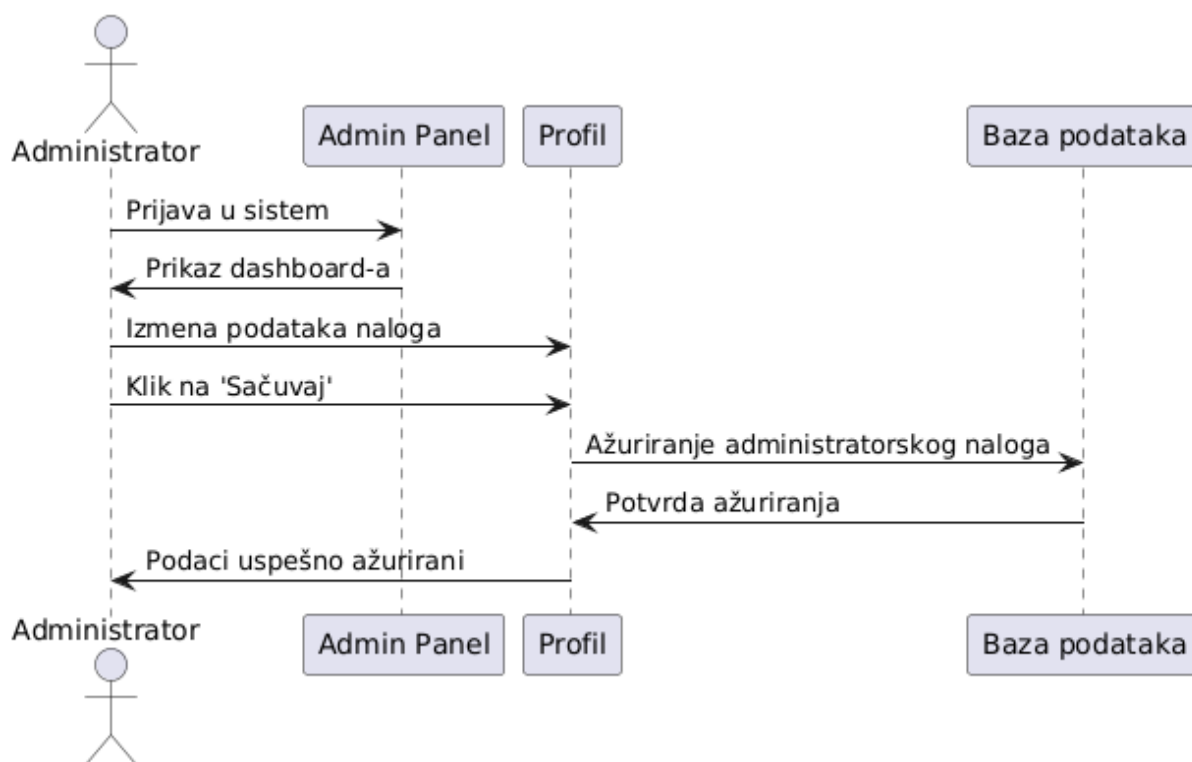 Administrator
Admin Panel
Profil
Baza podataka
Prijava u sistem
Prikaz dashboard-a
Izmena podataka naloga
Klik na 'Sačuvaj'
Ažuriranje administratorskog naloga
Potvrda ažuriranja
Podaci uspešno ažurirani
Administrator
Admin Panel
Profil
Baza podataka